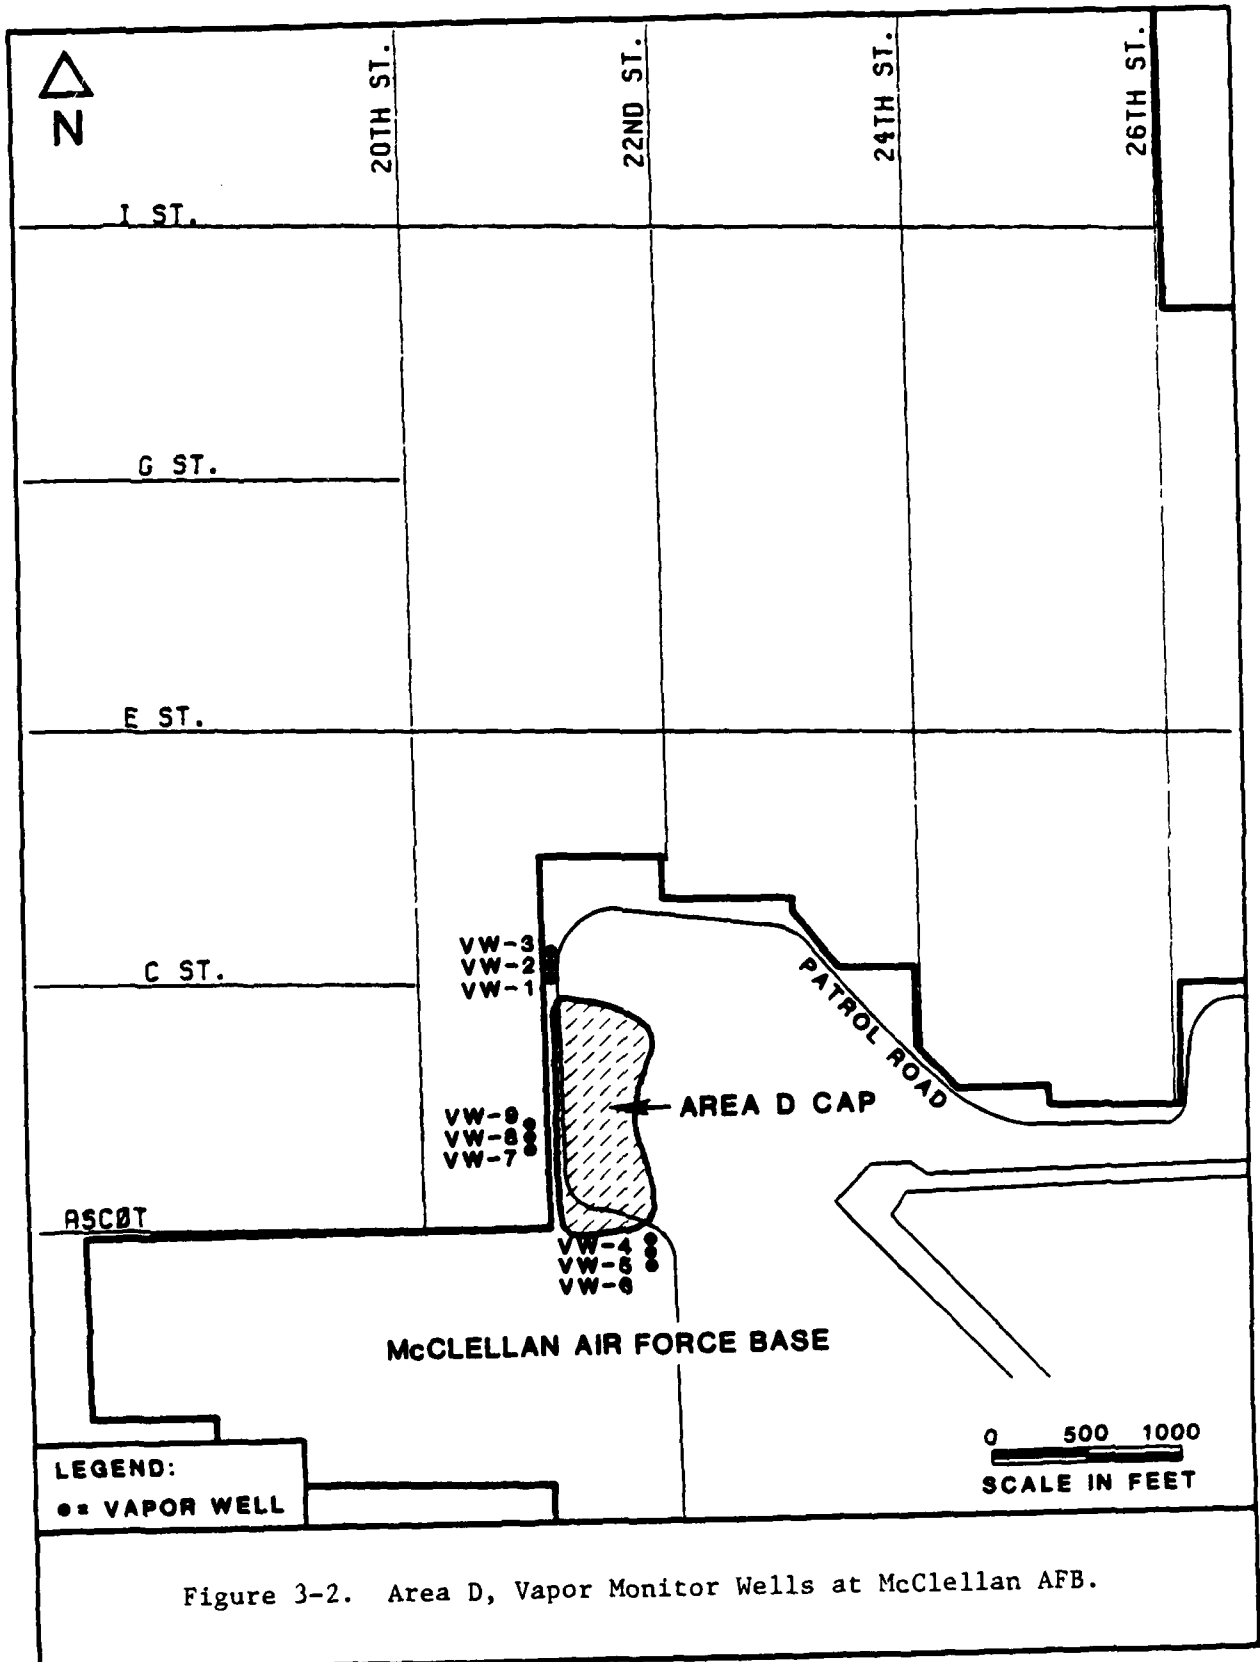 20TH ST.
22ND ST.
24TH ST.
26TH ST.
N
I ST.
G ST.
E ST.
C ST.
VW-3
VW-2
VW-1
PATROL ROAD
AREA D CAP
VW-9
VW-8
VW-7
ASCØT
VW-4
VW-5
VW-6
McCLELLAN AIR FORCE BASE
0 500 1000
SCALE IN FEET
LEGEND:
●= VAPOR WELL
Figure 3-2. Area D, Vapor Monitor Wells at McClellan AFB.